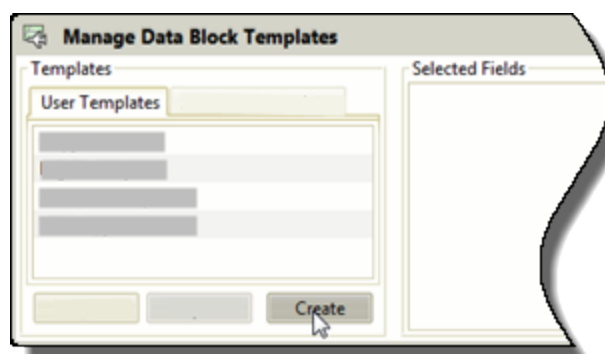 Manage Data Block Templates
Templates
Selected Fields
User Templates
Create